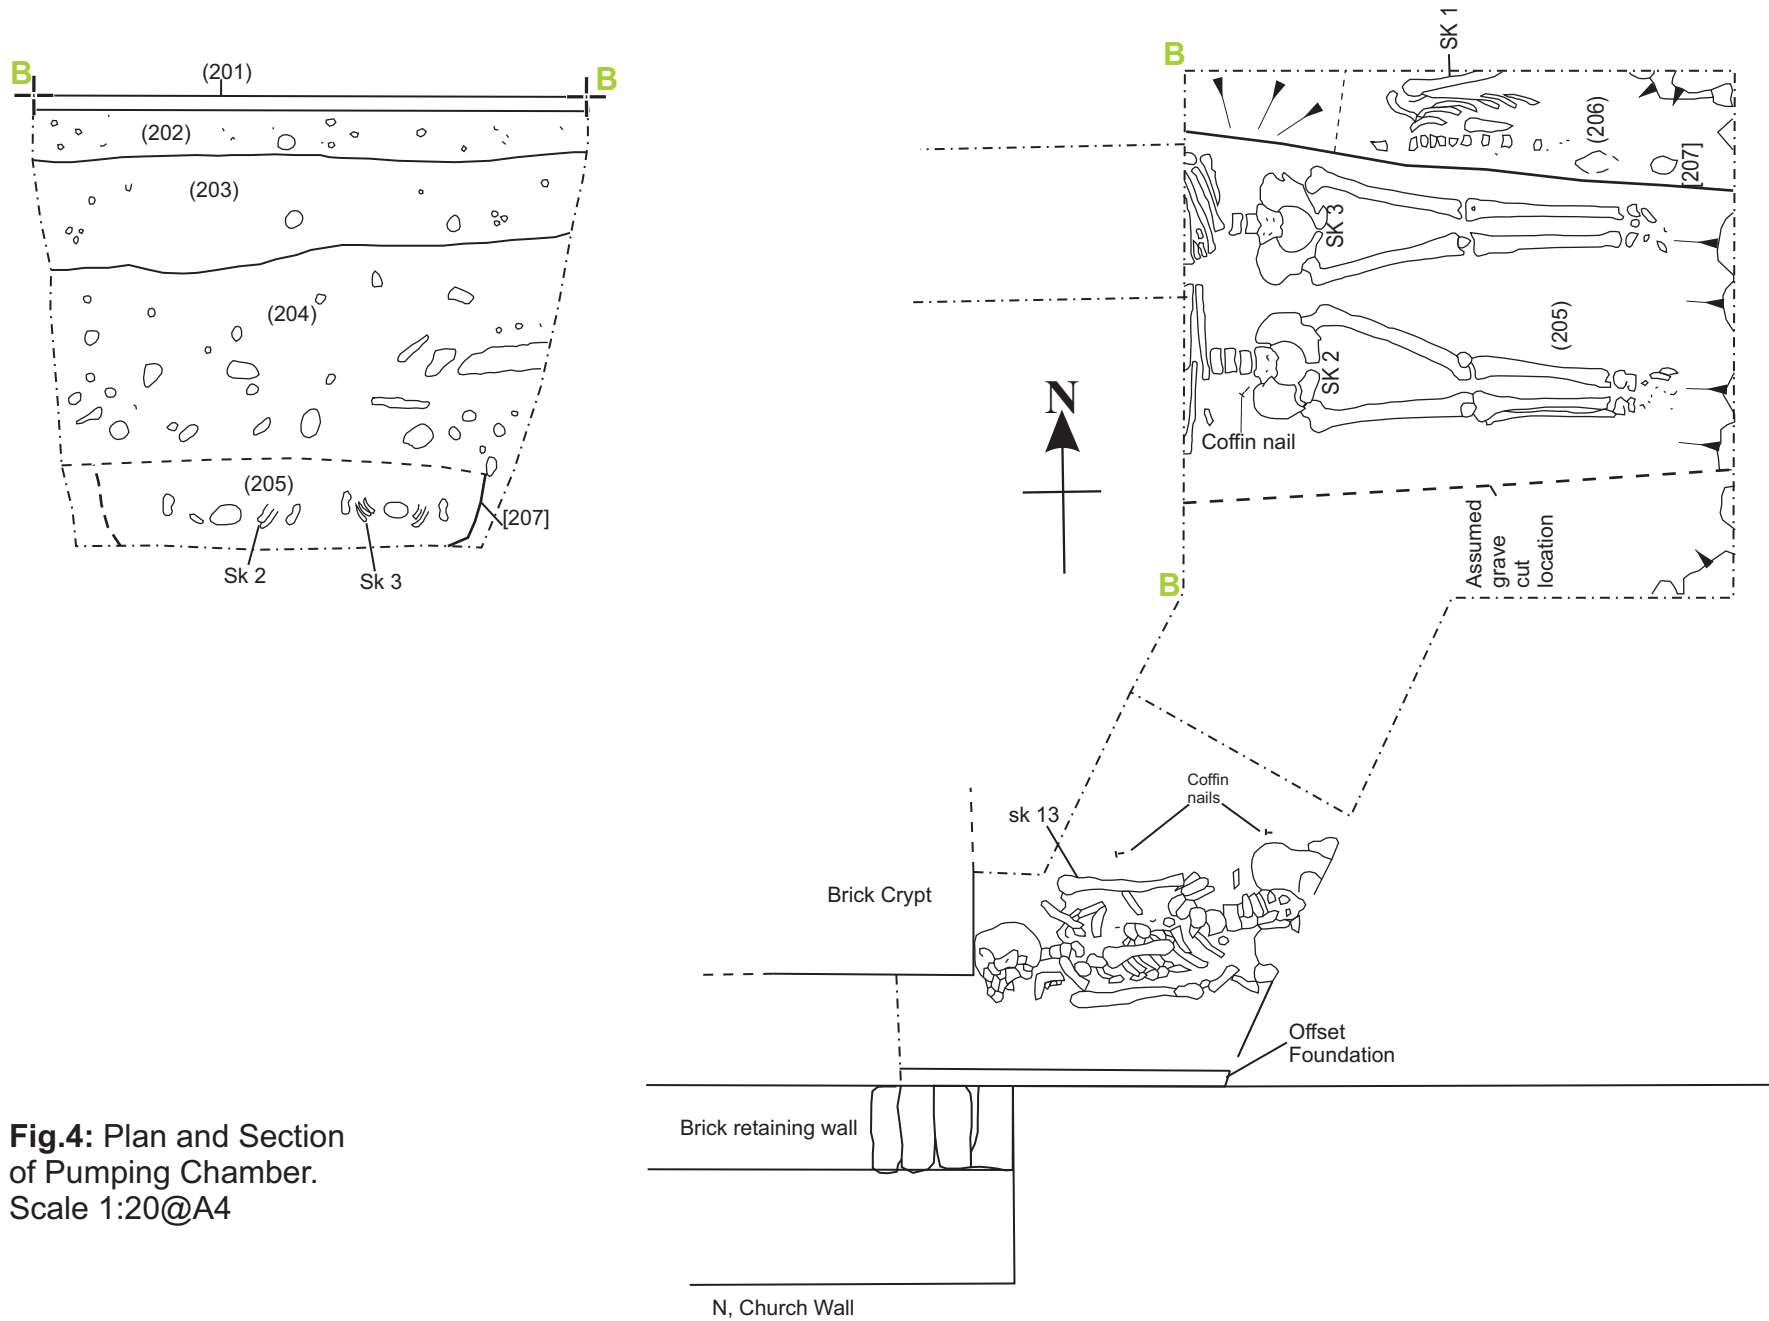 B
(201)
B
(202)
(203)
(204)
(205)
[207]
Sk 2
Sk 3
B
SK 1
(206)
[207]
SK 3
SK 2
(205)
Coffin nail
N
B
Assumed
grave
cut
location
Coffin
nails
sk 13
Brick Crypt
Offset
Foundation
Brick retaining wall
N, Church Wall
Fig.4: Plan and Section
of Pumping Chamber.
Scale 1:20@A4